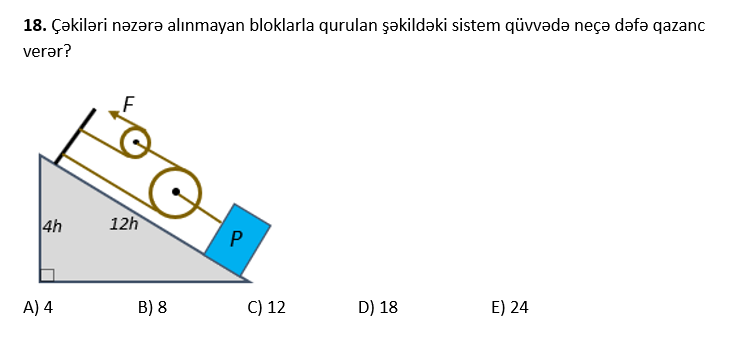 18. Çəkiləri nəzərə alınmayan bloklarla qurulan şəkildəki sistem qüvvədə neçə dəfə qazanc
verər?
F
4h
12h
P
A) 4 B) 8 C) 12 D) 18 E) 24